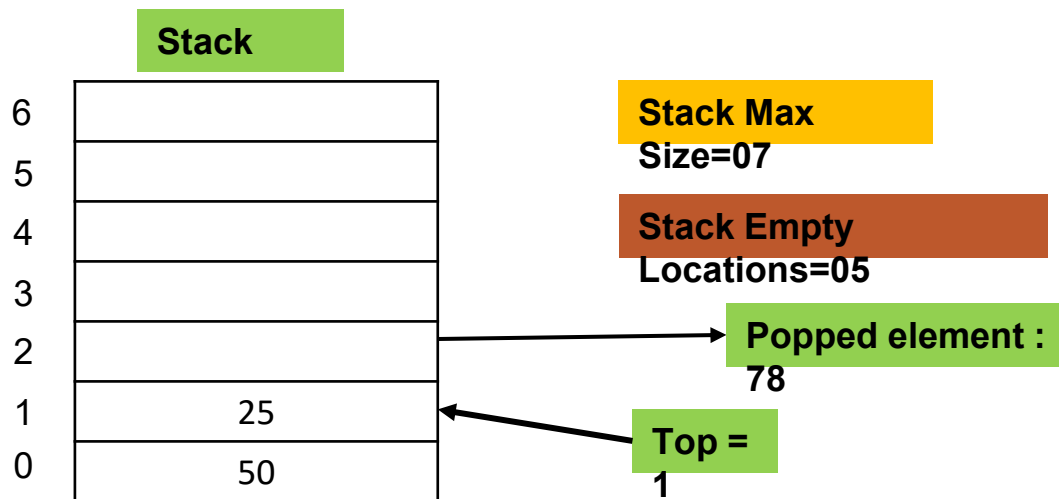 Stack
6
5
4
3
2
1
0
25
50
Stack Max
Size=07
Stack Empty
Locations=05
Popped element :
78
Top =
1